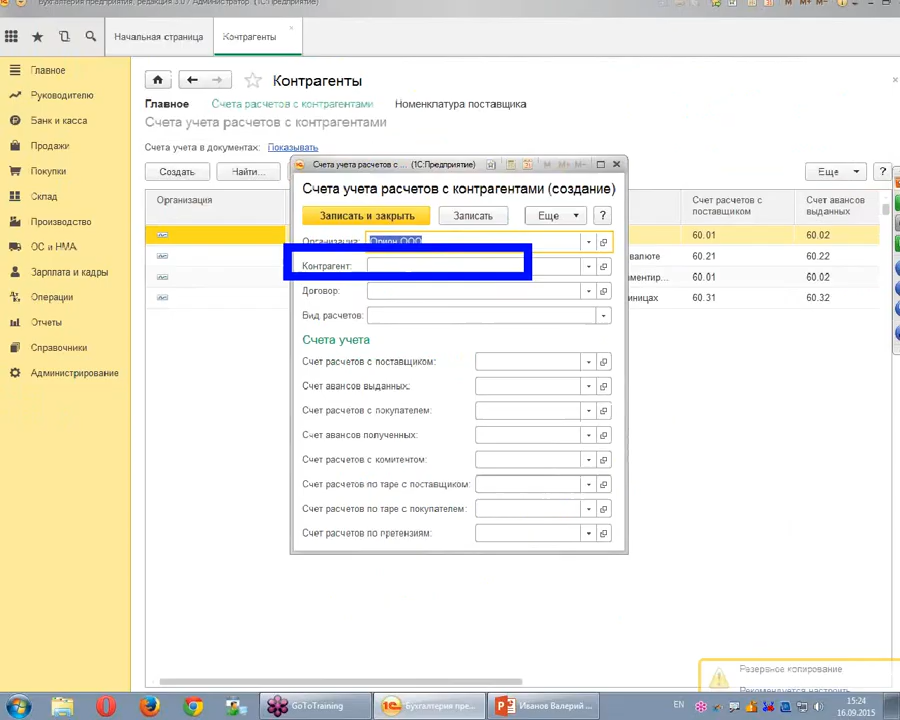 Бухгалтерия предприятия, редакция 3.0 / Администратор (1С:Предприятие)
M M+ M-
Начальная страница
Контрагенты
Главное
Руководителю
Банк и касса
Продажи
Покупки
Склад
Производство
ОС и НМА
Зарплата и кадры
Операции
Отчеты
Справочники
Администрирование
Контрагенты
Главное Счета расчетов с контрагентами Номенклатура поставщика
Счета учета расчетов с контрагентами
Счета учета в документах: Показывать
Создать Найти... Еще ?
Организация
Счет расчетов с поставщиком
Счет авансов выданных
60.01 60.02
валюте 60.21 60.22
60.01 60.02
60.31 60.32
Счета учета расчетов с ... (1С:Предприятие) M M+ M-
Счета учета расчетов с контрагентами (создание)
Записать и закрыть Записать Еще ?
Организация:
Контрагент:
Договор:
Вид расчетов:
Счета учета
Счет расчетов с поставщиком:
Счет авансов выданных:
Счет расчетов с покупателем:
Счет авансов полученных:
Счет расчетов с комитентом:
Счет расчетов по таре с поставщиком:
Счет расчетов по таре с покупателем:
Счет расчетов по претензиям:
Резервное копирование
Рекомендуется настроить
GoToTraining
Бухгалтерия пре...
Иванов Валерий ...
EN
15:24
16.09.2015